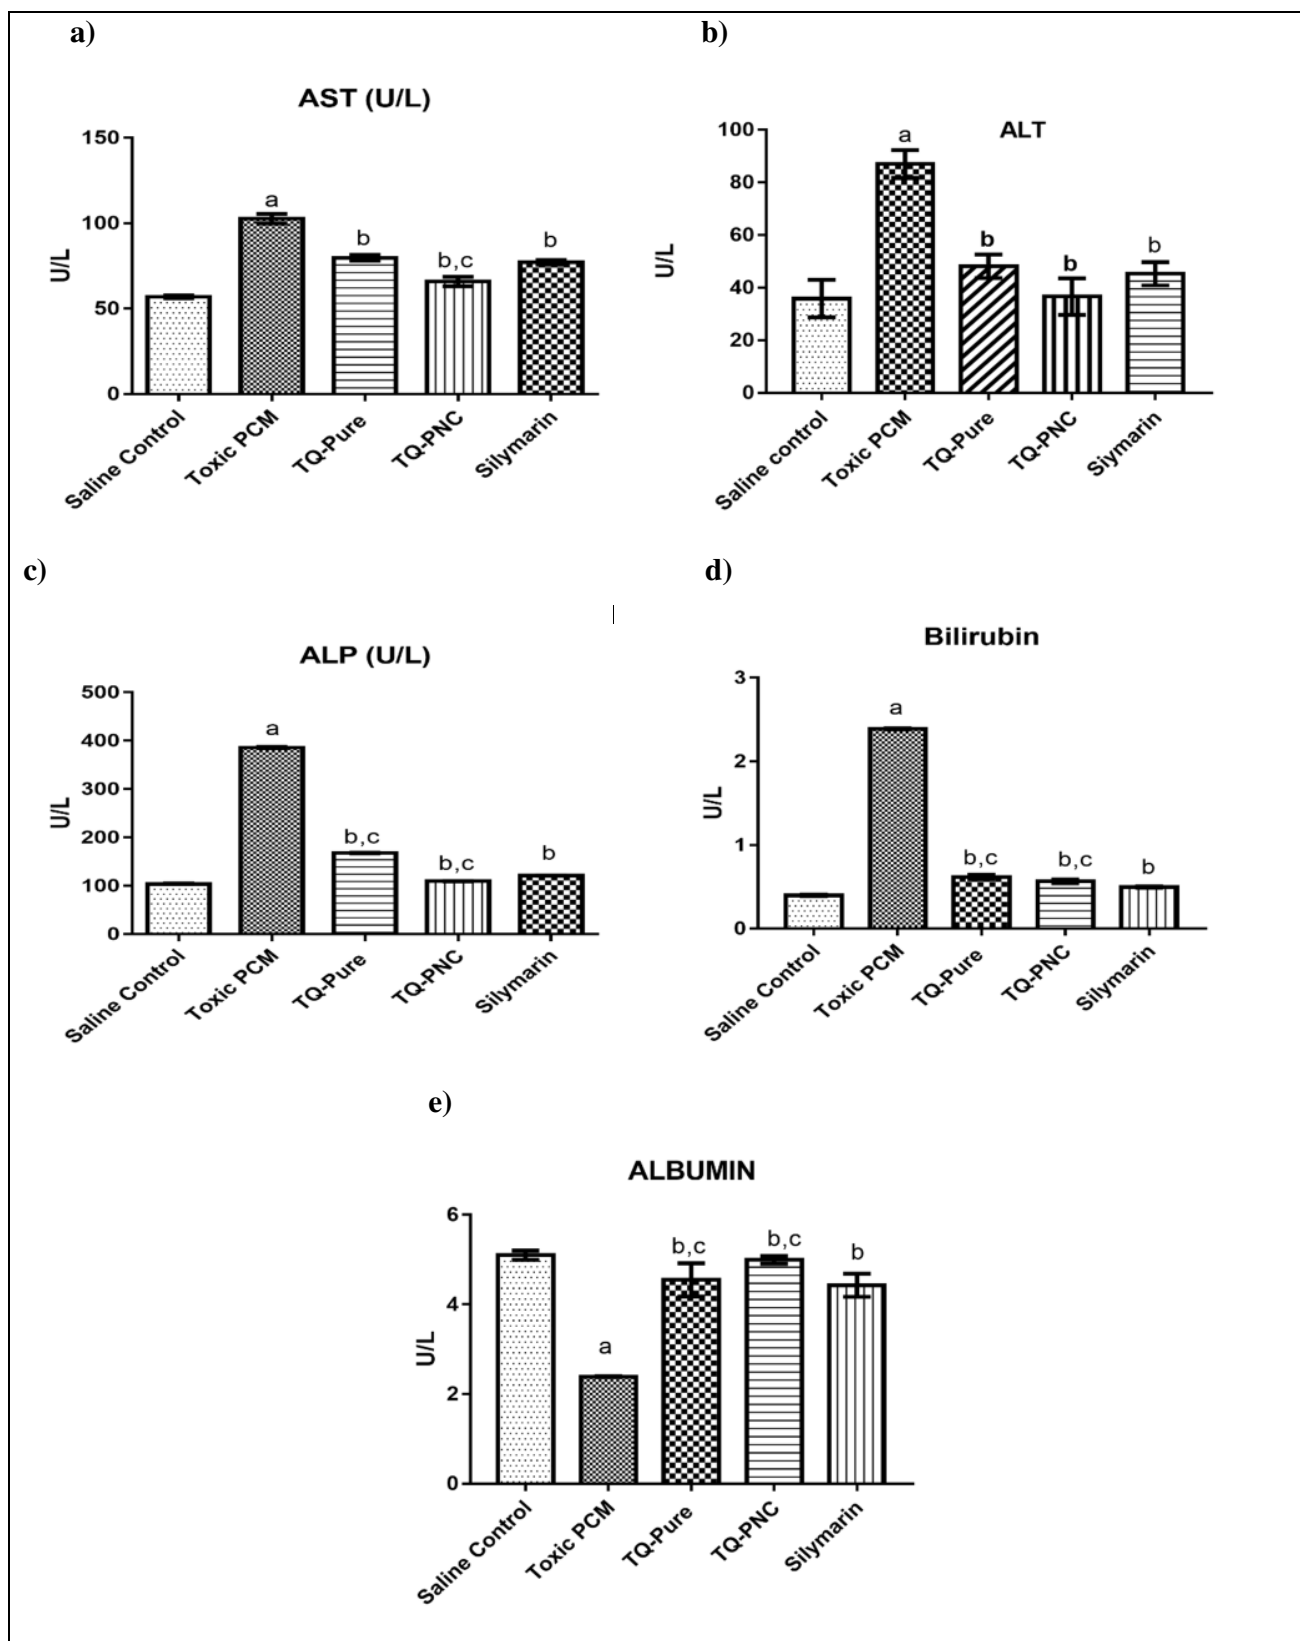 a)
AST (U/L)
150
100
50
0
U/L
a
b
b,c
b
Saline Control
Toxic PCM
TQ-Pure
TQ-PNC
Silymarin
b)
ALT
100
80
60
40
20
0
U/L
a
b
b
b
Saline control
Toxic PCM
TQ-Pure
TQ-PNC
Siymarin
c)
ALP (U/L)
500
400
300
200
100
0
U/L
a
b,c
b,c
b
Saline Control
Toxic PCM
TQ-Pure
TQ-PNC
Silymarin
d)
Bilirubin
3
2
1
0
U/L
a
b,c
b,c
b
Saline Control
Toxic PCM
TQ-Pure
TQ-PNC
Silymarin
e)
ALBUMIN
6
4
2
0
U/L
a
b,c
b,c
b
Saline Control
Toxic PCM
TQ-Pure
TQ-PNC
Silymarin